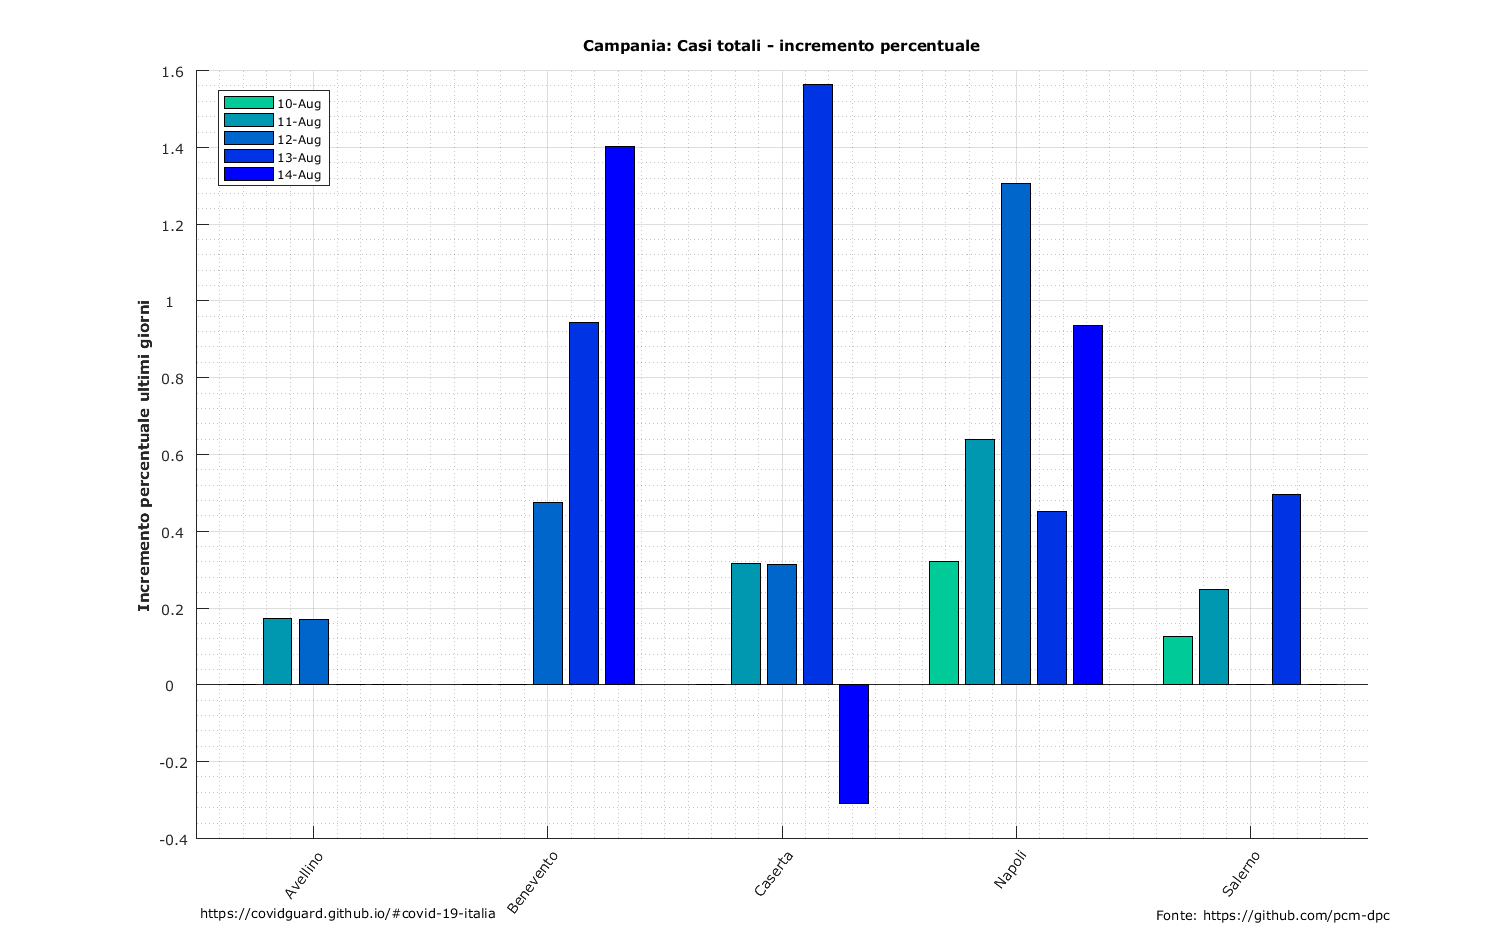 Campania: Casi totali - incremento percentuale
1.6
1.4
1.2
1
0.8
0.6
0.4
0.2
0
-0.2
-0.4
Incremento percentuale ultimi giorni
10-Aug
11-Aug
12-Aug
13-Aug
14-Aug
Avellino
Benevento
Caserta
Napoli
Salerno
https://covidguard.github.io/#covid-19-italia
Fonte: https://github.com/pcm-dpc